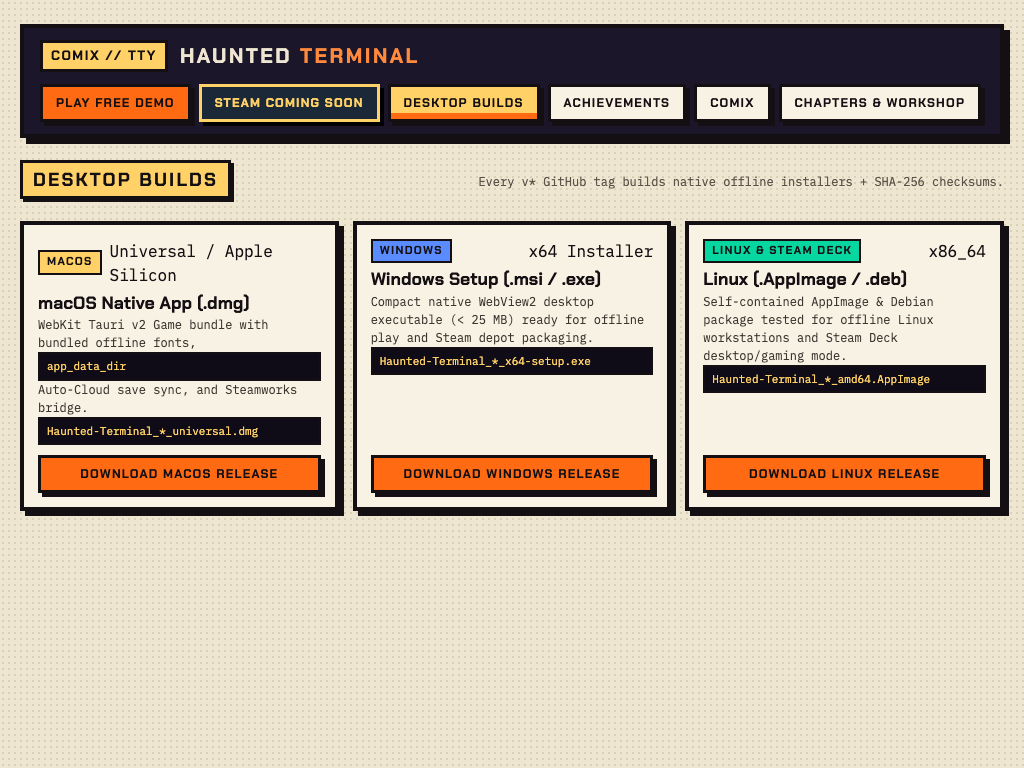 COMIX // TTY
HAUNTED TERMINAL
PLAY FREE DEMO
STEAM COMING SOON
DESKTOP BUILDS
ACHIEVEMENTS
COMIX
CHAPTERS & WORKSHOP
DESKTOP BUILDS
Every v* GitHub tag builds native offline installers + SHA-256 checksums.
MACOS
Universal / Apple
Silicon
macOS Native App (.dmg)
WebKit Tauri v2 Game bundle with
bundled offline fonts,
app_data_dir
Auto-Cloud save sync, and Steamworks
bridge.
Haunted-Terminal_*_universal.dmg
DOWNLOAD MACOS RELEASE
WINDOWS
x64 Installer
Windows Setup (.msi / .exe)
Compact native WebView2 desktop
executable (< 25 MB) ready for offline
play and Steam depot packaging.
Haunted-Terminal_*_x64-setup.exe
DOWNLOAD WINDOWS RELEASE
LINUX & STEAM DECK
x86_64
Linux (.AppImage / .deb)
Self-contained AppImage & Debian
package tested for offline Linux
workstations and Steam Deck
desktop/gaming mode.
Haunted-Terminal_*_amd64.AppImage
DOWNLOAD LINUX RELEASE